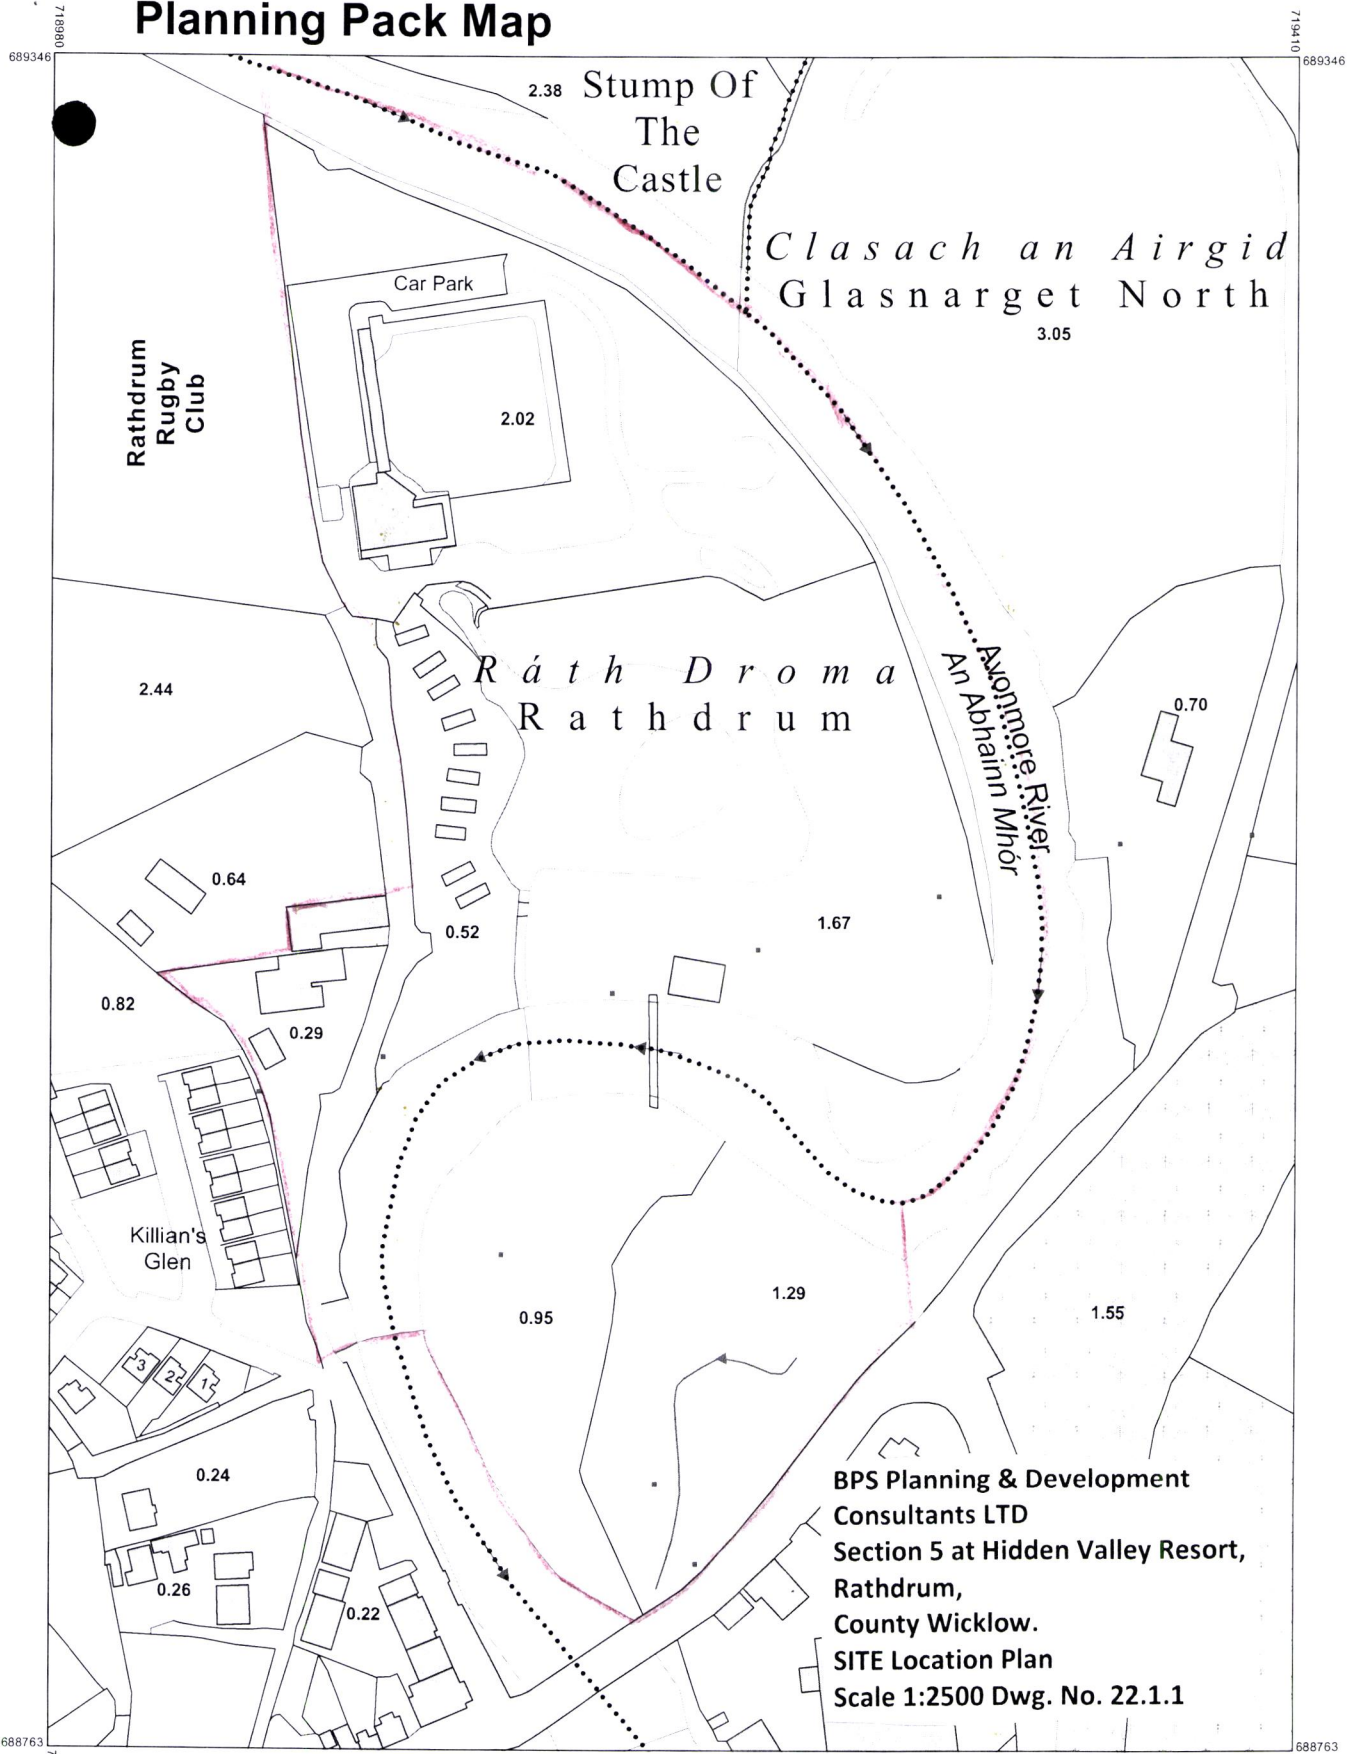 Planning Pack Map
718980
719410
689346
689346
2.38
Stump Of
The
Castle
Clasach an Airgid
Glasnarget North
3.05
Car Park
Rathdrum
Rugby
Club
2.02
Ráth Droma
Rathdrum
2.44
Avonmore River
An Abhainn Mhór
0.70
0.64
0.52
1.67
0.82
0.29
Killian's
Glen
0.95
1.29
1.55
3
2
1
0.24
0.26
0.22
BPS Planning & Development
Consultants LTD
Section 5 at Hidden Valley Resort,
Rathdrum,
County Wicklow.
SITE Location Plan
Scale 1:2500 Dwg. No. 22.1.1
688763
688763